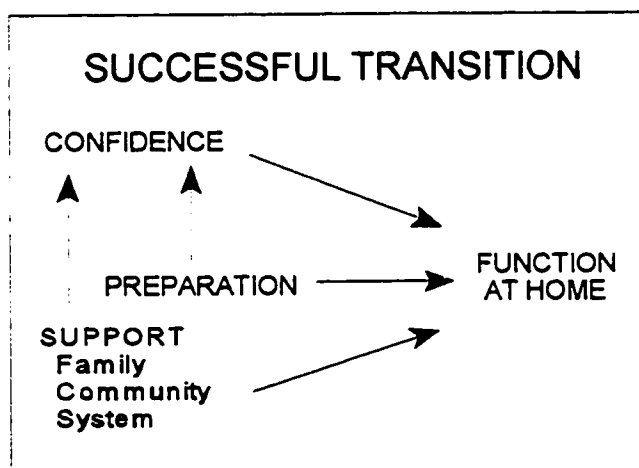 SUCCESSFUL TRANSITION
CONFIDENCE
PREPARATION
FUNCTION
AT HOME
SUPPORT
Family
Community
System